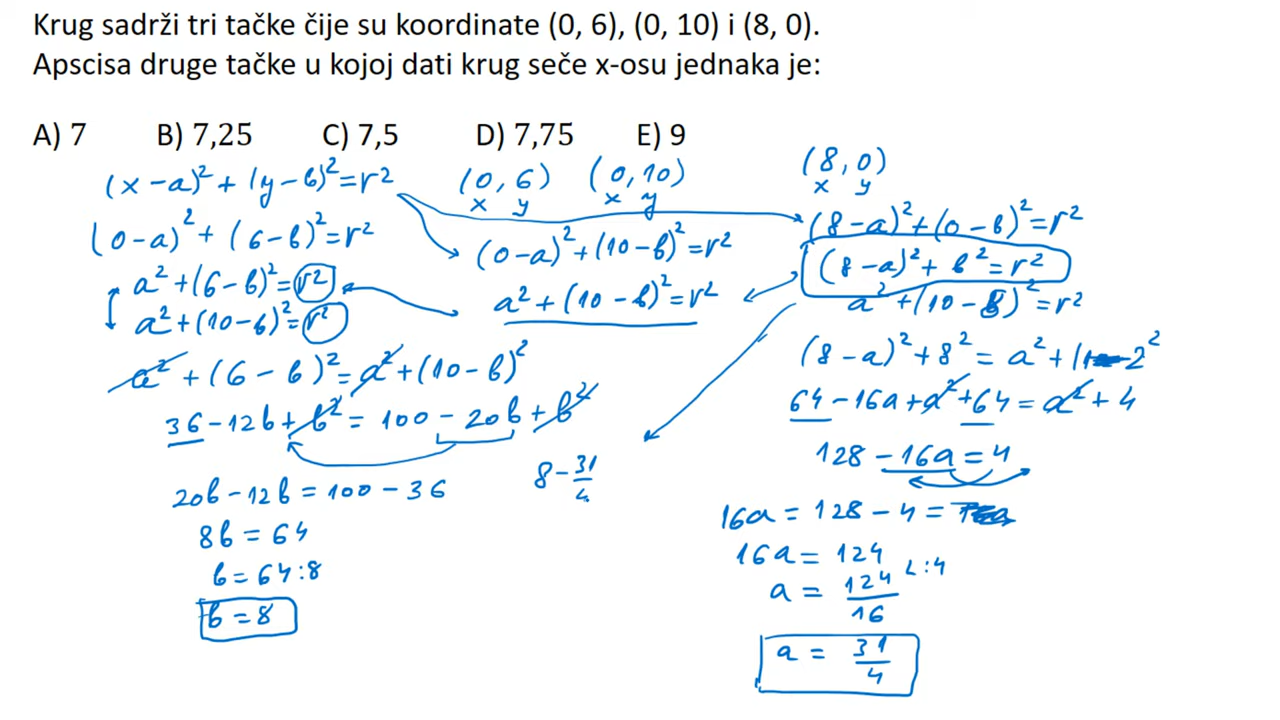 Krug sadrži tri tačke čije su koordinate (0, 6), (0, 10) i (8, 0).
Apscisa druge tačke u kojoj dati krug seče x-osu jednaka je:
A) 7 B) 7,25 C) 7,5 D) 7,75 E) 9
(x-a)²+(y-b)²=r²
(0-a)²+(6-b)²=r²
a²+(6-b)²=r²
a²+(10-b)²=r²
a²+(6-b)²=a²+(10-b)²
36-12b+b²=100-20b+b²
20b-12b=100-36
8b=64
b=64:8
b=8
(0,6) (0,10)
x y x y
(0-a)²+(10-b)²=r²
a²+(10-b)²=r²
8-31/4
(8,0)
x y
(8-a)²+(0-b)²=r²
(8-a)²+b²=r²
a²+(10-8)²=r²
(8-a)²+8²=a²+2²
64-16a+a²+64=a²+4
128-16a=4
16a=128-4=
16a=124
a=124/16 :4
a=31/4